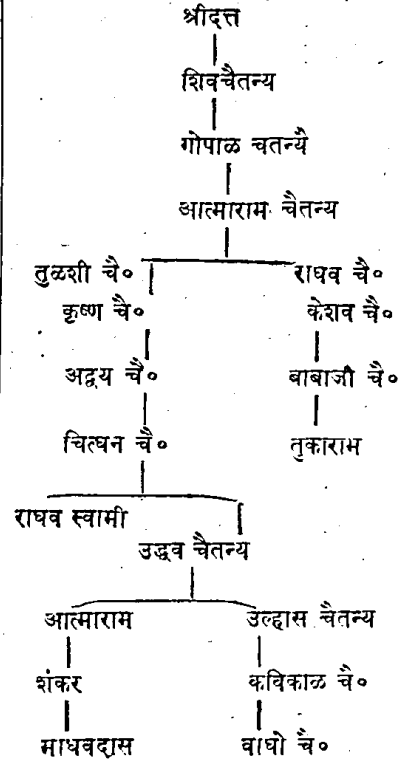 श्रीदत्त
शिवचैतन्य
गोपाळ चतन्यै
आत्माराम चैतन्य
तुळशी चै० राघव चै०
कृष्ण चै० केशव चै०
अद्वय चै० बाबाजी चै०
चित्घन चै० तुकाराम
राघव स्वामी
उद्धव चैतन्य
आत्माराम उल्हास चैतन्य
शंकर कविकाळ चै०
माधवदास वाघो चै०